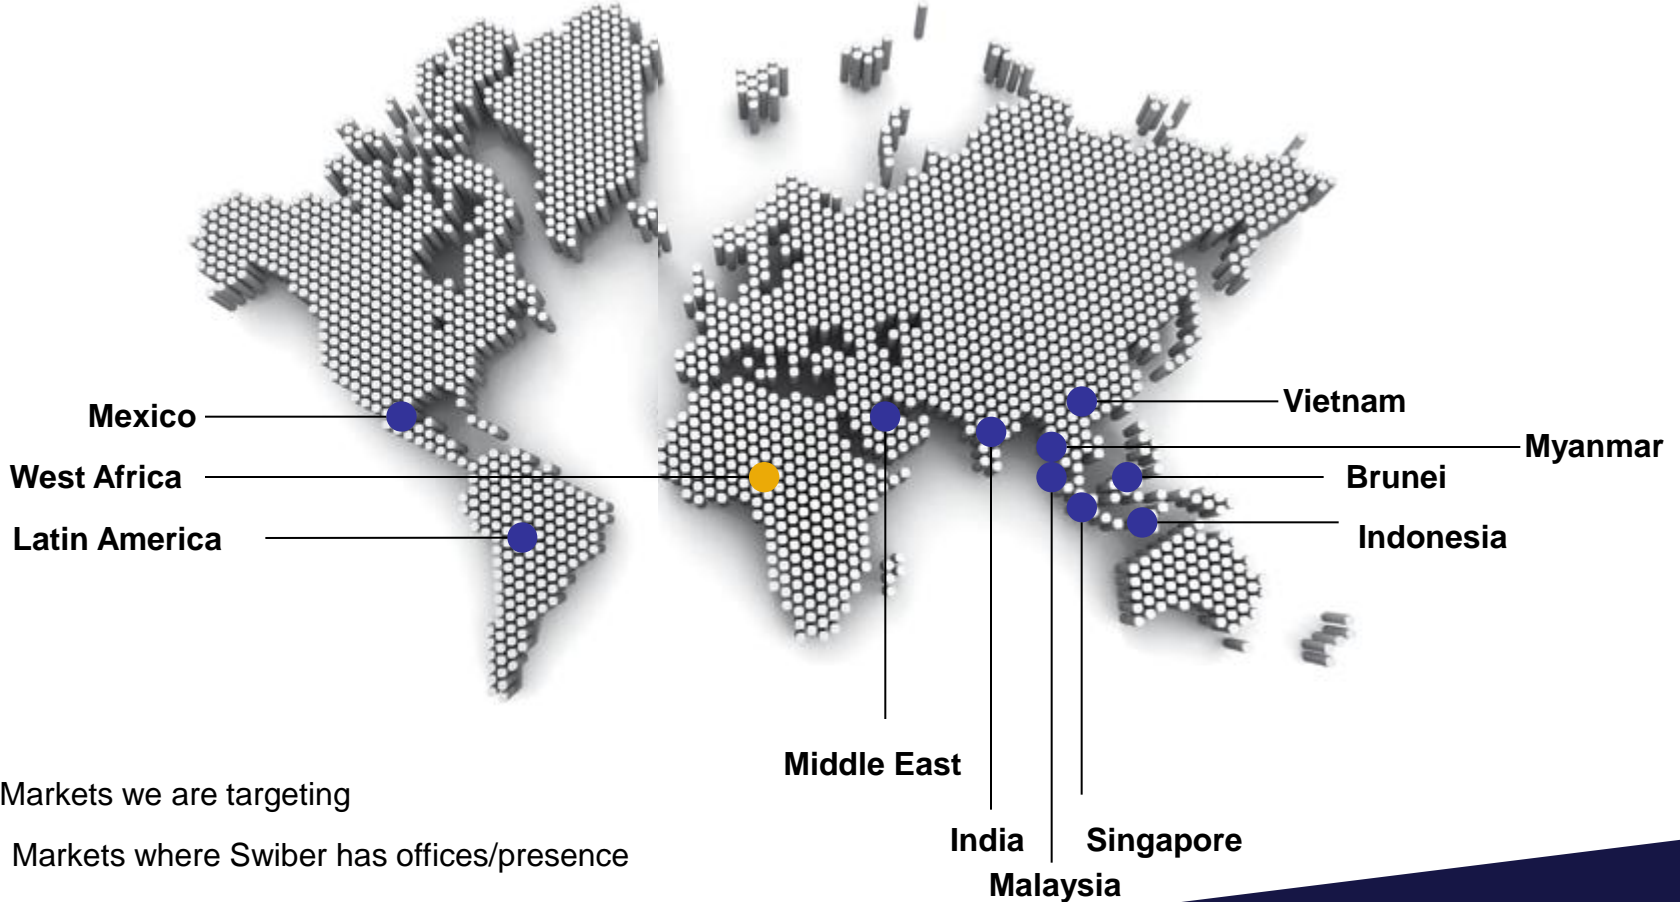 Vietnam
Mexico
Myanmar
West Africa
Brunei
Latin America
Indonesia
Middle East
Markets we are targeting
India
Singapore
Markets where Swiber has offices/presence
Malaysia